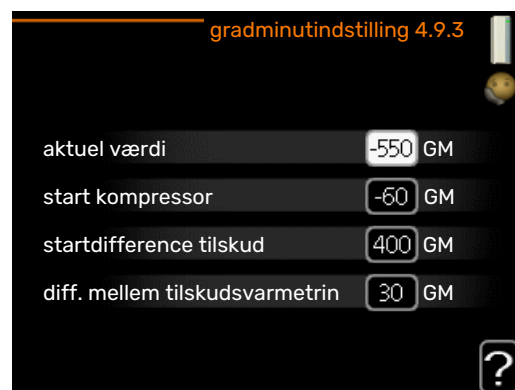 gradminutindstilling 4.9.3
aktuel værdi -550 GM
start kompressor -60 GM
startdifference tilskud 400 GM
diff. mellem tilskudsvarmetrin 30 GM
?